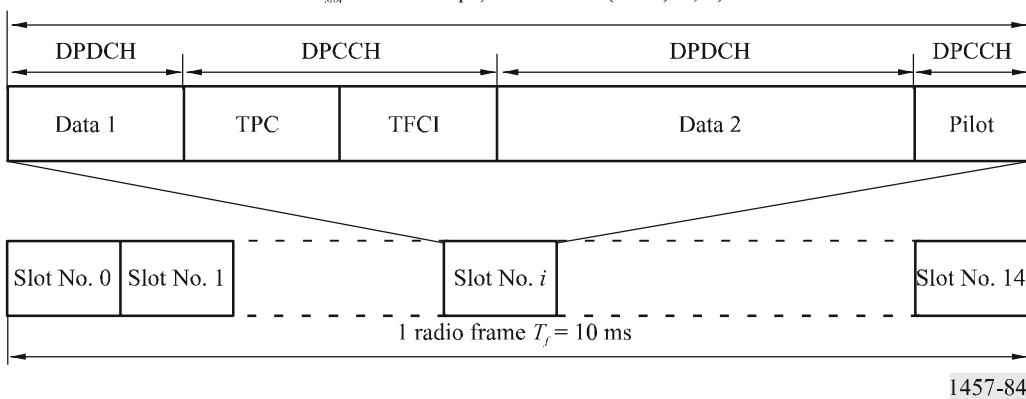 DPDCH DPCCH DPDCH DPCCH
Data 1 TPC TFCI Data 2 Pilot
Slot No. 0 Slot No. 1 Slot No. i Slot No. 14
1 radio frame Tf = 10 ms
1457-84